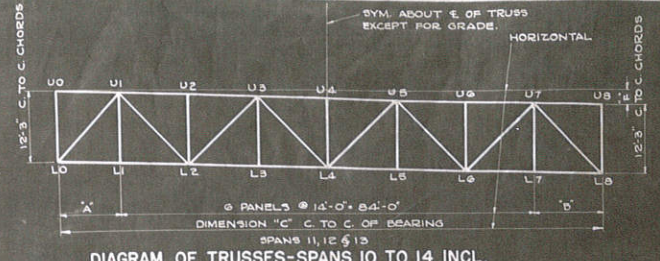 SYM. ABOUT ℄ OF TRUSS
EXCEPT FOR GRADE.
HORIZONTAL
12'-3" C. TO C. CHORDS
U0 U1 U2 U3 U4 U5 U6 U7 U8
"F"
12'-3" C. TO C. CHORDS
L0 L1 L2 L3 L4 L5 L6 L7 L8
"A" 6 PANELS @ 14'-0" = 84'-0" "B"
DIMENSION "C" C. TO C. OF BEARING
SPANS 11, 12 & 13
DIAGRAM OF TRUSSES-SPANS 10 TO 14 INCL.